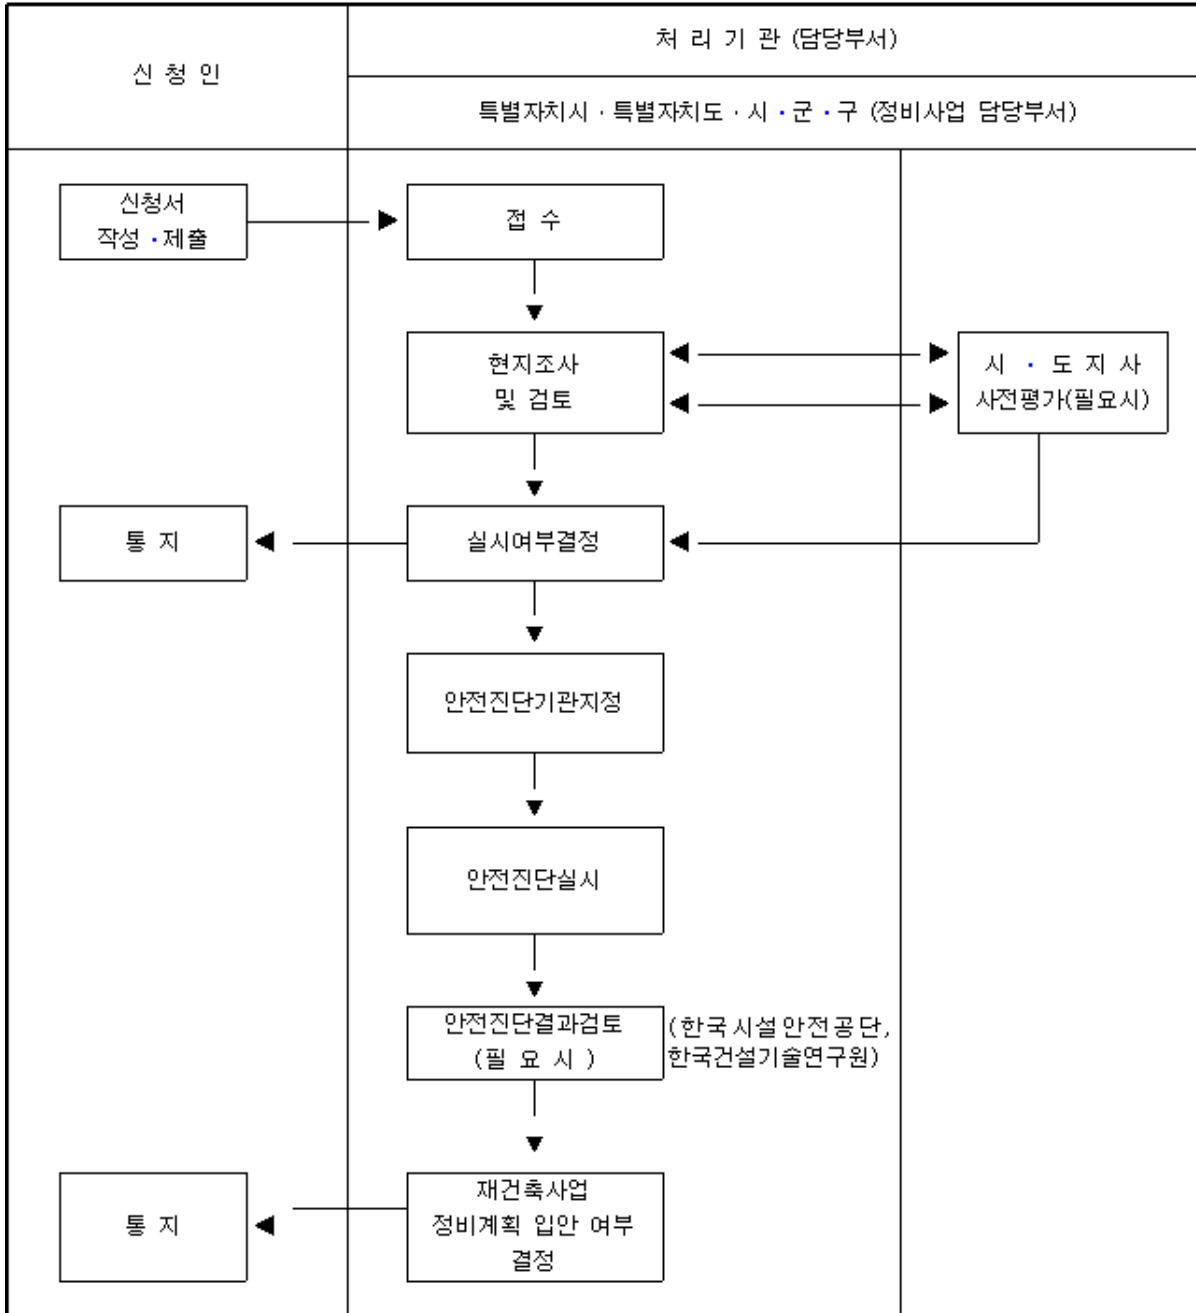 신 청 인
처 리 기 관 (담당부서)
특별자치시 · 특별자치도 · 시 · 군 · 구 (정비사업 담당부서)
신청서
작성 · 제출
접 수
현지조사
및 검토
시 · 도 지 사
사전평가(필요시)
통 지
실시여부결정
안전진단기관지정
안전진단실시
안전진단결과검토
(필 요 시 )
(한국시설안전공단,
한국건설기술연구원)
통 지
재건축사업
정비계획 입안 여부
결정